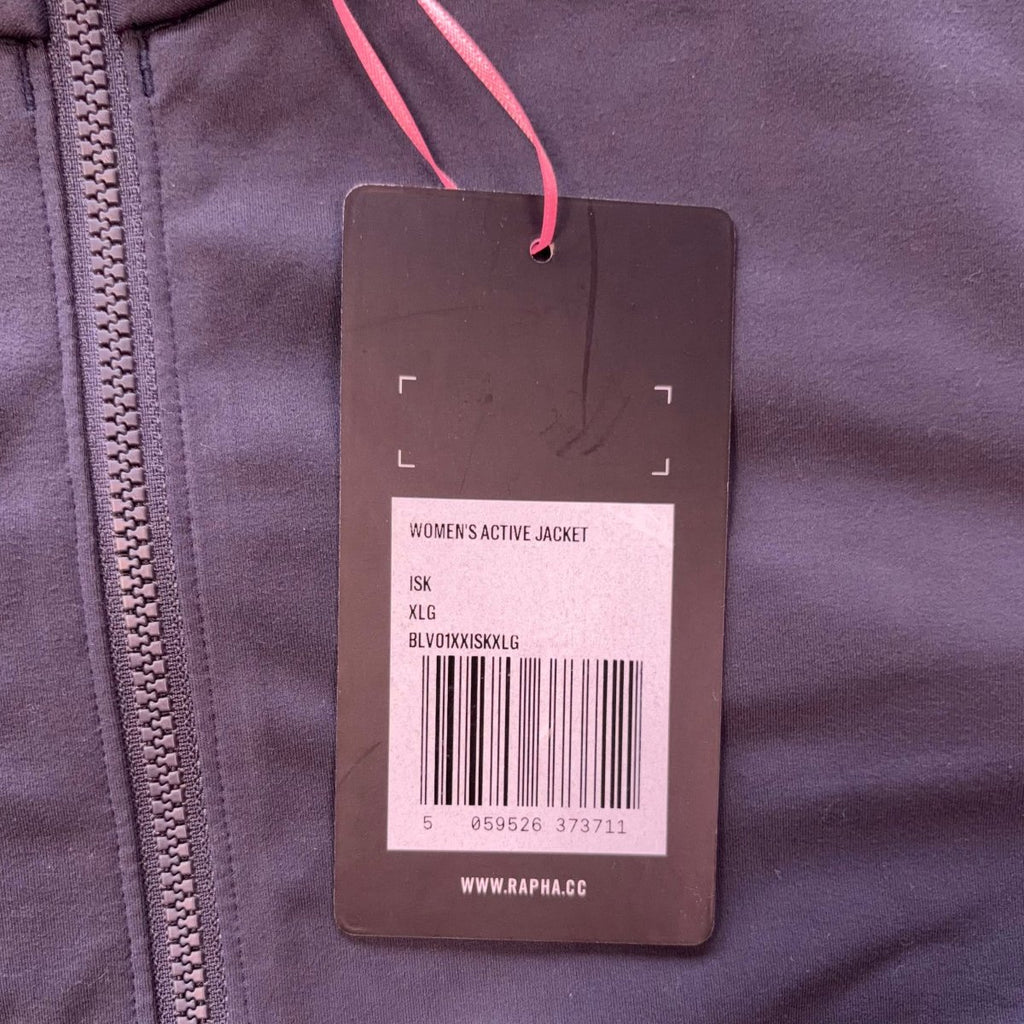 WOMEN'S ACTIVE JACKET
ISK
XLG
BLV01XXISKXLG
5 059526 373711
WWW.RAPHA.CC